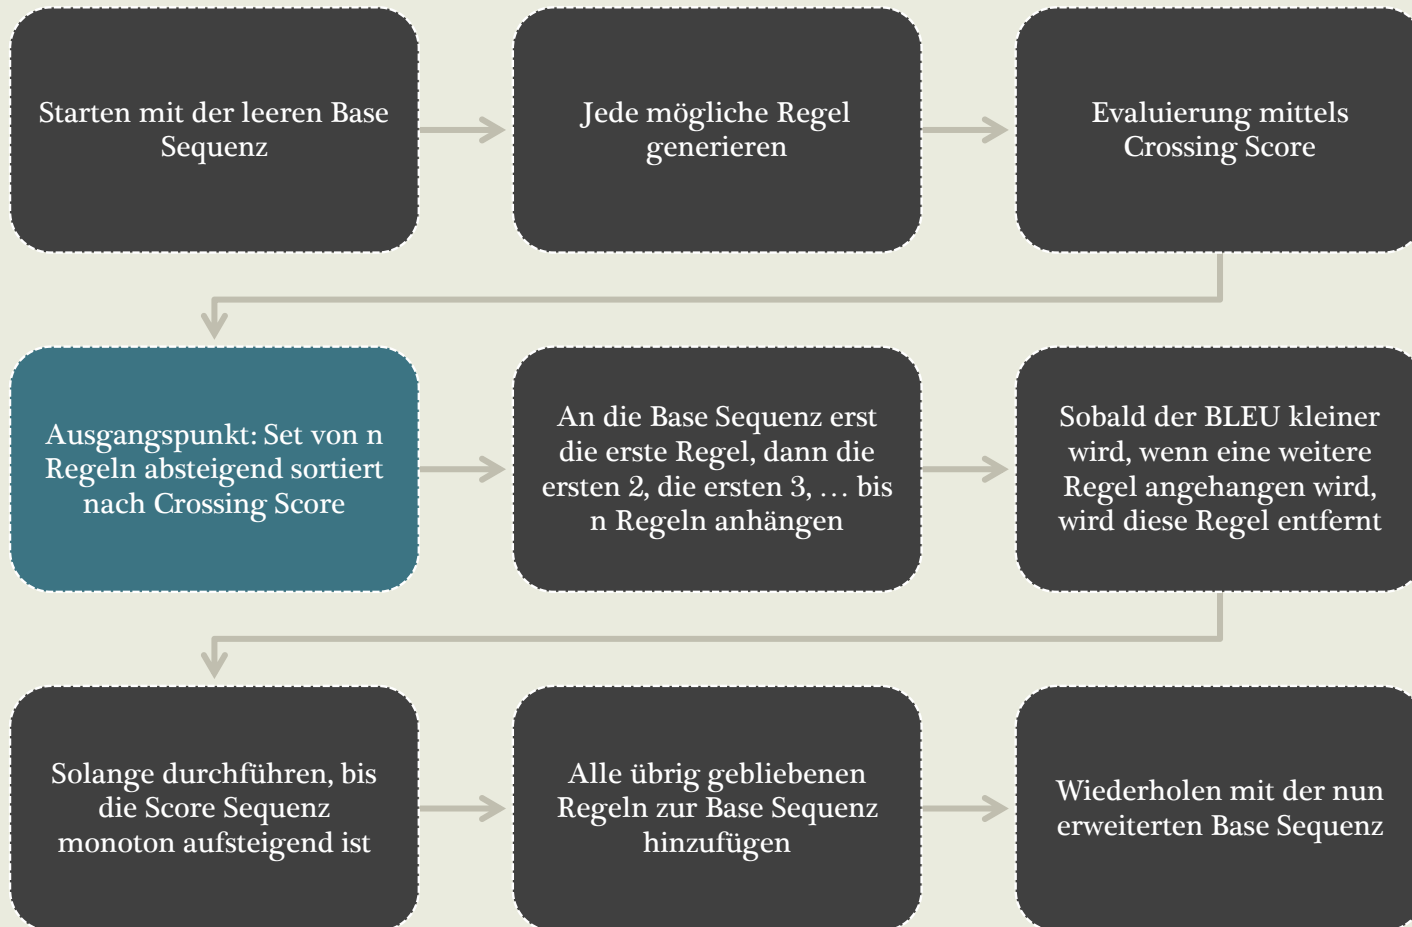 Starten mit der leeren Base
Sequenz
Jede mögliche Regel
generieren
Evaluierung mittels
Crossing Score
Ausgangspunkt: Set von n
Regeln absteigend sortiert
nach Crossing Score
An die Base Sequenz erst
die erste Regel, dann die
ersten 2, die ersten 3, … bis
n Regeln anhängen
Sobald der BLEU kleiner
wird, wenn eine weitere
Regel angehangen wird,
wird diese Regel entfernt
Solange durchführen, bis
die Score Sequenz
monoton aufsteigend ist
Alle übrig gebliebenen
Regeln zur Base Sequenz
hinzufügen
Wiederholen mit der nun
erweiterten Base Sequenz